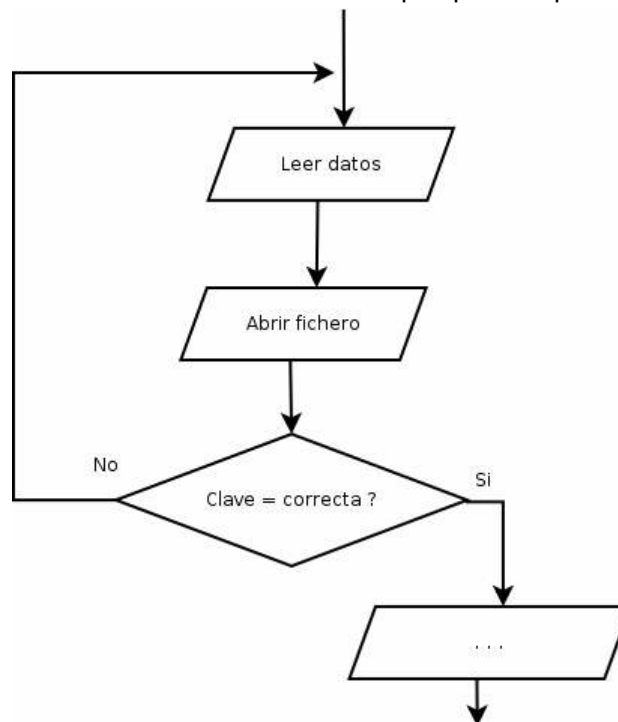 Leer datos
Abrir fichero
No
Clave = correcta ?
Si
. . .